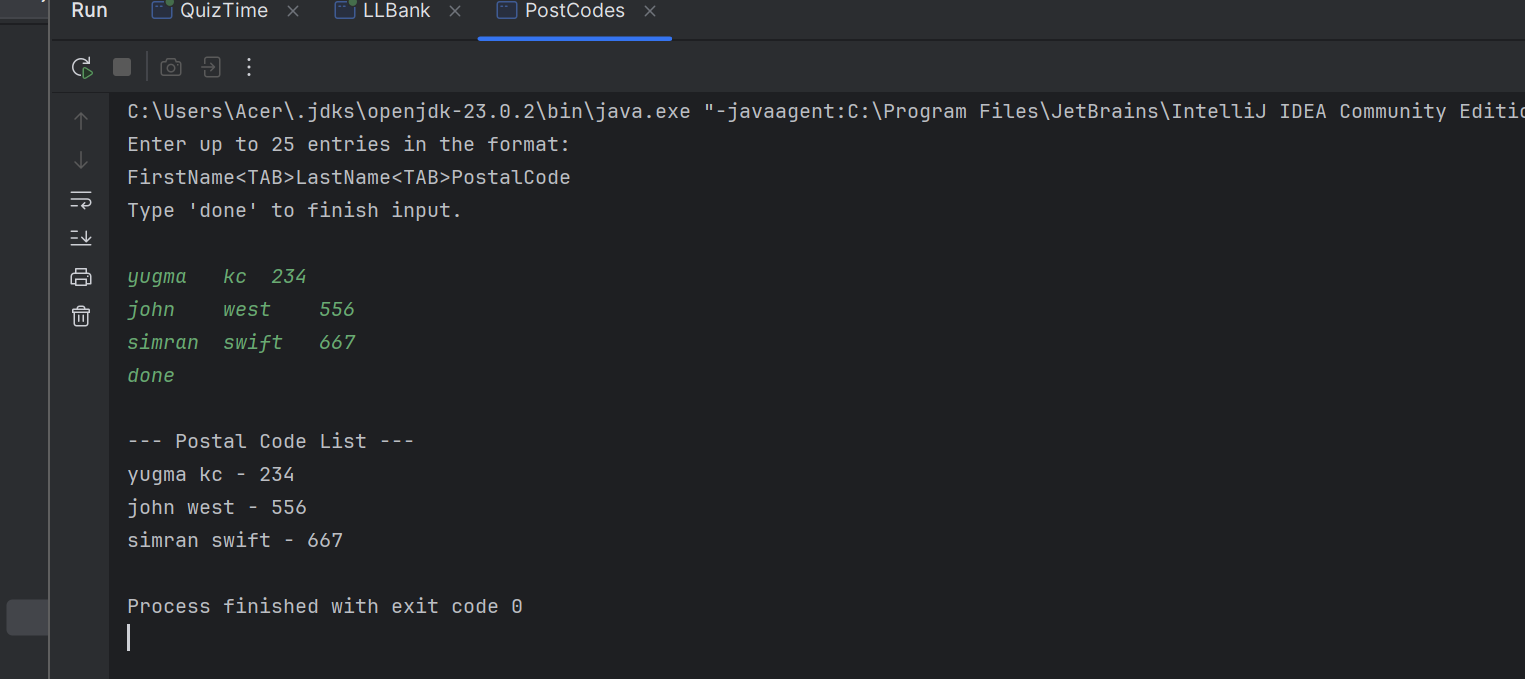 Run QuizTime LLBank PostCodes
C:\Users\Acer\.jdks\openjdk-23.0.2\bin\java.exe "-javaagent:C:\Program Files\JetBrains\IntelliJ IDEA Community
Enter up to 25 entries in the format:
FirstName<TAB>LastName<TAB>PostalCode
Type 'done' to finish input.
yugma	kc	234
john	west	556
simran	swift	667
done
--- Postal Code List ---
yugma kc - 234
john west - 556
simran swift - 667
Process finished with exit code 0